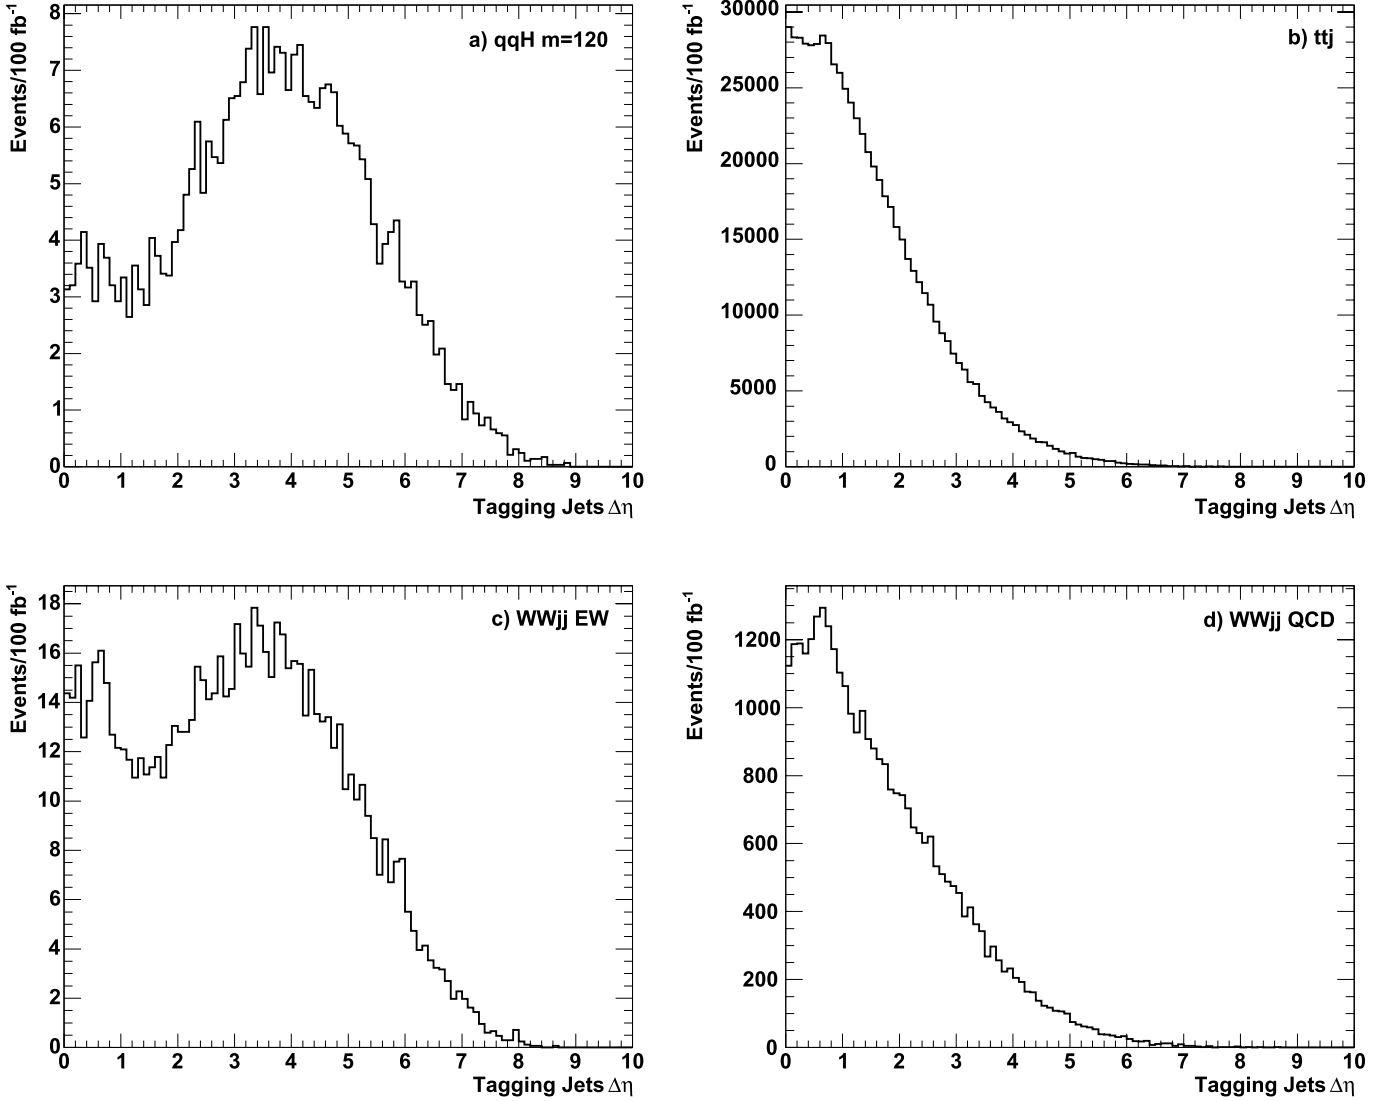 Events/100 fb⁻¹
a) qqH m=120
8
7
6
5
4
3
2
1
0
0 1 2 3 4 5 6 7 8 9 10
Tagging Jets Δη
Events/100 fb⁻¹
b) ttj
30000
25000
20000
15000
10000
5000
0
0 1 2 3 4 5 6 7 8 9 10
Tagging Jets Δη
Events/100 fb⁻¹
c) WWjj EW
18
16
14
12
10
8
6
4
2
0
0 1 2 3 4 5 6 7 8 9 10
Tagging Jets Δη
Events/100 fb⁻¹
d) WWjj QCD
1200
1000
800
600
400
200
0
0 1 2 3 4 5 6 7 8 9 10
Tagging Jets Δη